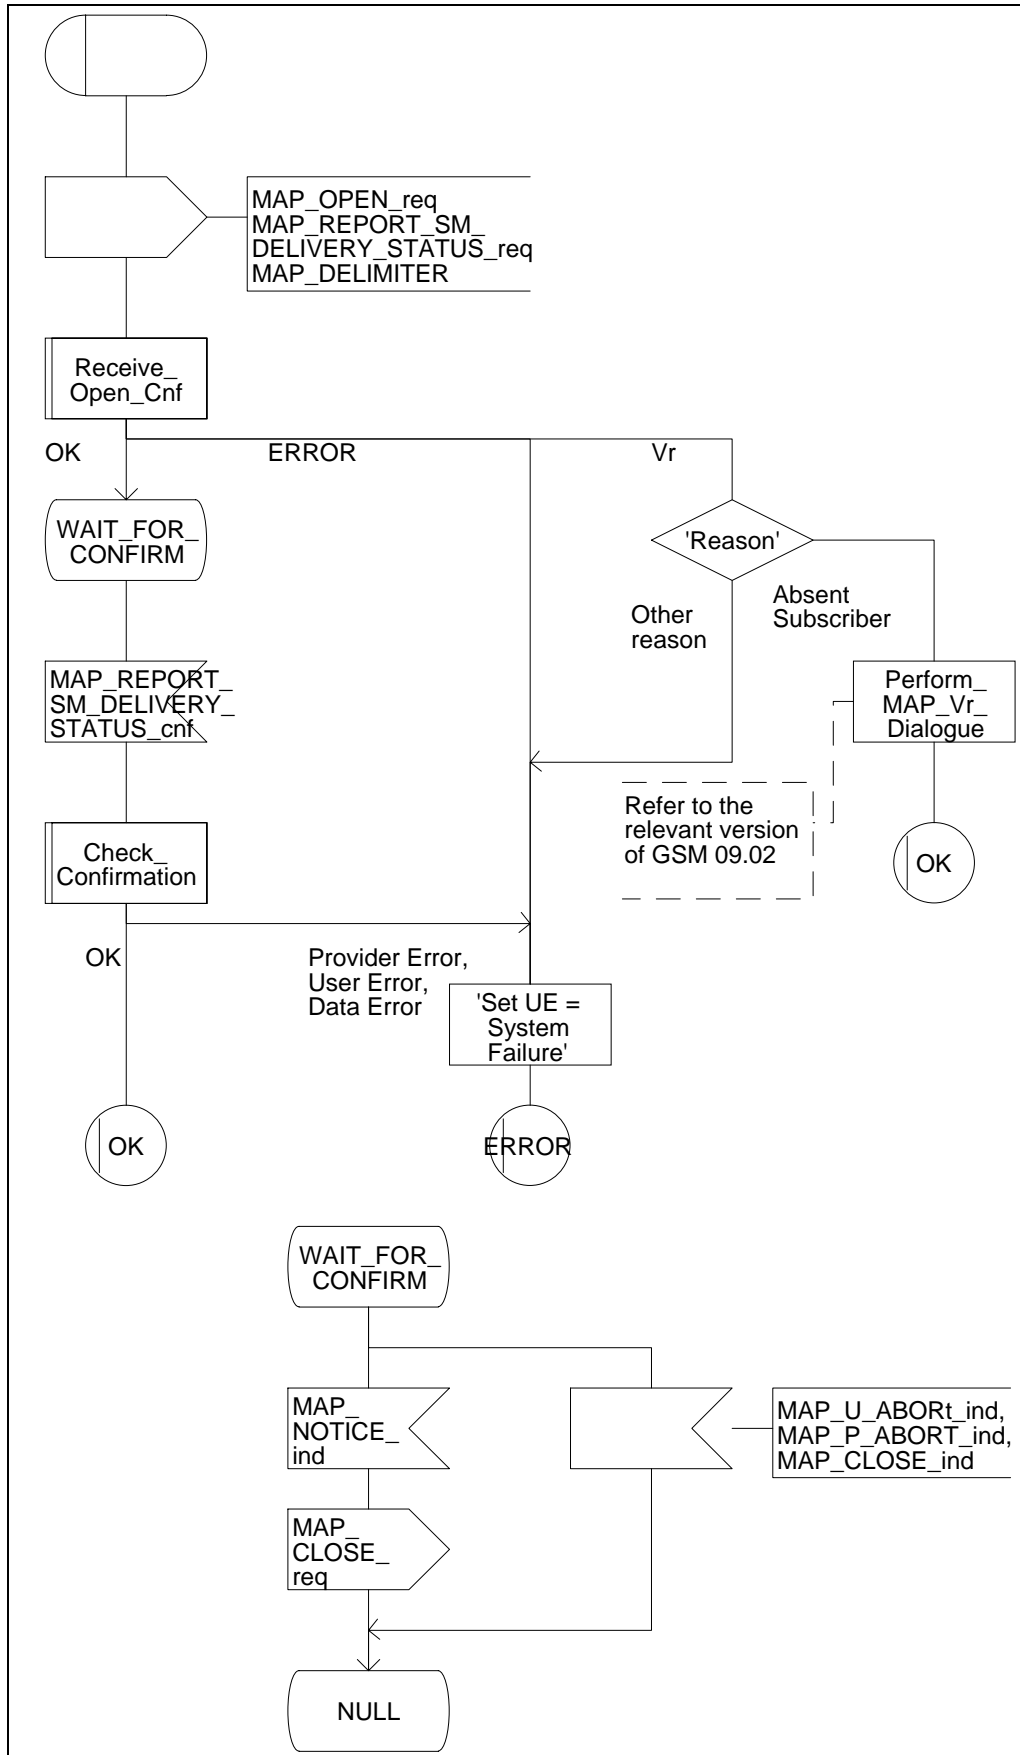 MAP_OPEN_req
MAP_REPORT_SM_
DELIVERY_STATUS_req
MAP_DELIMITER
Receive_
Open_Cnf
OK
ERROR
Vr
WAIT_FOR_
CONFIRM
'Reason'
Other
reason
Absent
Subscriber
MAP_REPORT_
SM_DELIVERY_
STATUS_cnf
Perform_
MAP_Vr_
Dialogue
Refer to the
relevant version
of GSM 09.02
OK
Check_
Confirmation
OK
Provider Error,
User Error,
Data Error
'Set UE =
System
Failure'
OK
ERROR
WAIT_FOR_
CONFIRM
MAP_
NOTICE_
ind
MAP_U_ABORt_ind,
MAP_P_ABORT_ind,
MAP_CLOSE_ind
MAP_
CLOSE_
req
NULL